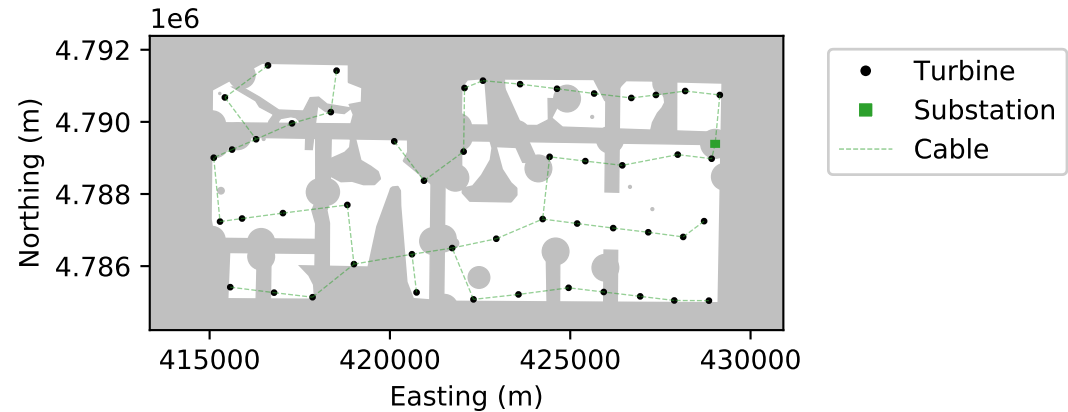 1e6
4.792
4.790
4.788
4.786
Northing (m)
415000 420000 425000 430000
Easting (m)
Turbine
Substation
Cable